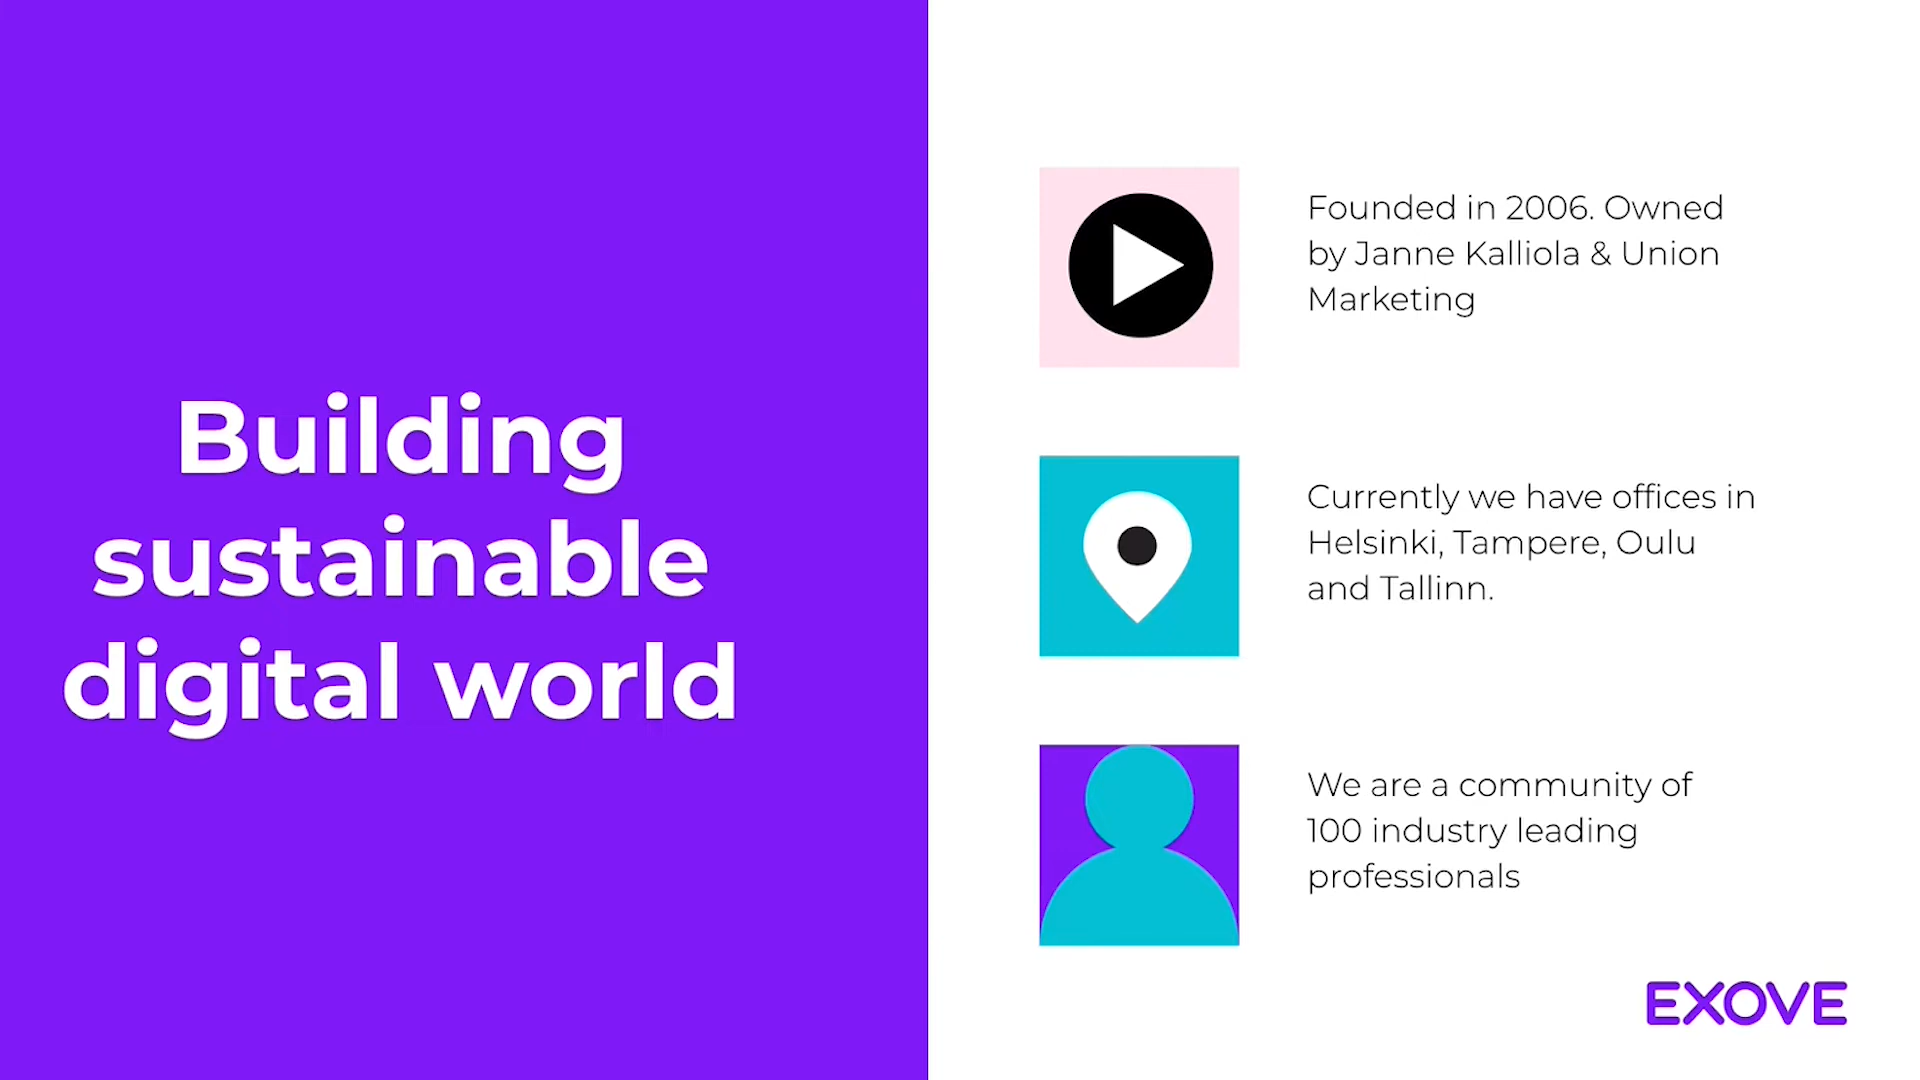 Building
sustainable
digital world
Founded in 2006. Owned
by Janne Kalliola & Union
Marketing
Currently we have offices in
Helsinki, Tampere, Oulu
and Tallinn.
We are a community of
100 industry leading
professionals
EXOVE